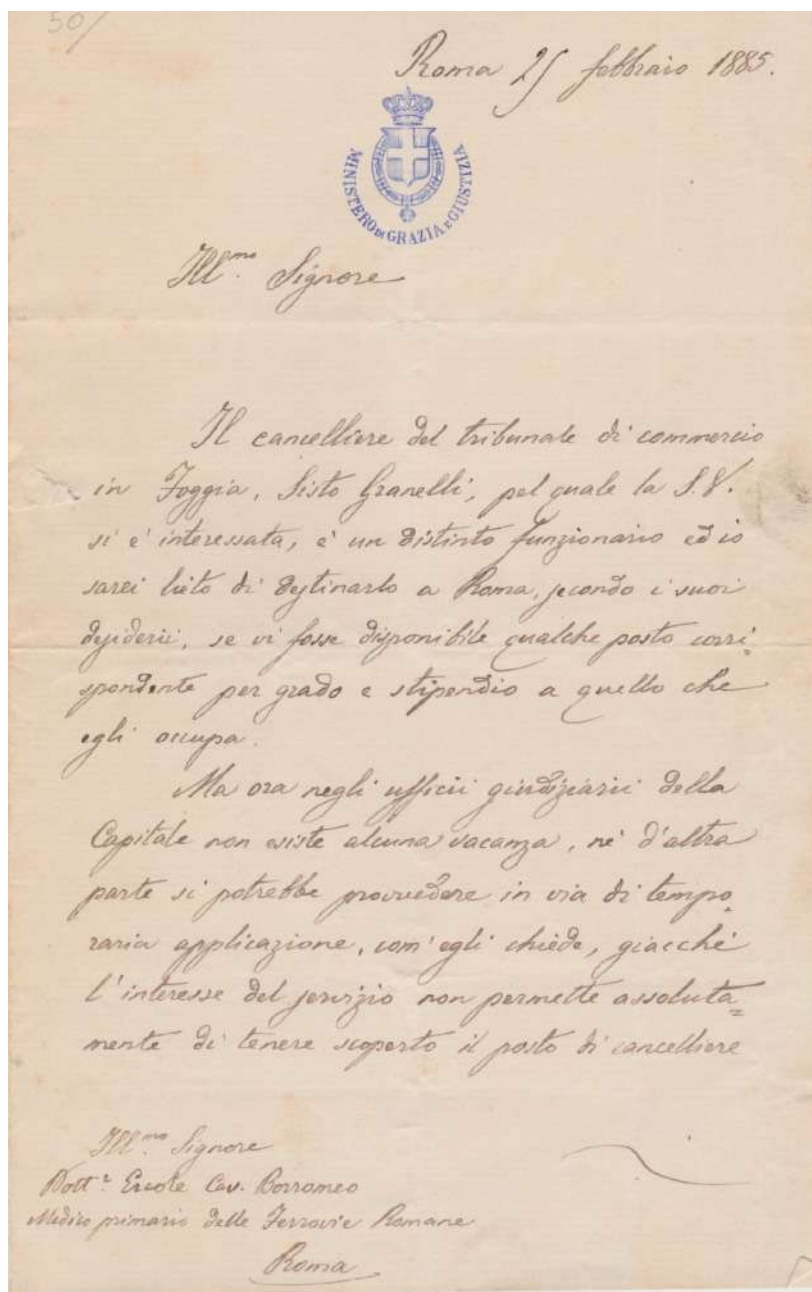 50/
Roma 25 febbraio 1885.
MINISTERO DI GRAZIA E GIUSTIZIA
Ill.mo Signore
Il cancelliere del tribunale di commercio
in Foggia, Sisto Granelli, pel quale la S.V.
si è interessata, è un distinto funzionario ed io
sarei lieto di destinarlo a Roma, secondo i suoi
desiderii, se vi fosse disponibile qualche posto corri=
spondente per grado e stipendio a quello che
egli occupa.
Ma ora negli ufficii giudiziarii della
Capitale non esiste alcuna vacanza, nè d'altra
parte si potrebbe provvedere in via di tempo=
raria applicazione, com'egli chiede, giacchè
l'interesse del servizio non permette assoluta=
mente di tenere scoperto il posto di cancelliere
Ill.mo Signore
Dott.r Ercole Cav. Borromeo
Medico primario delle Ferrovie Romane
Roma